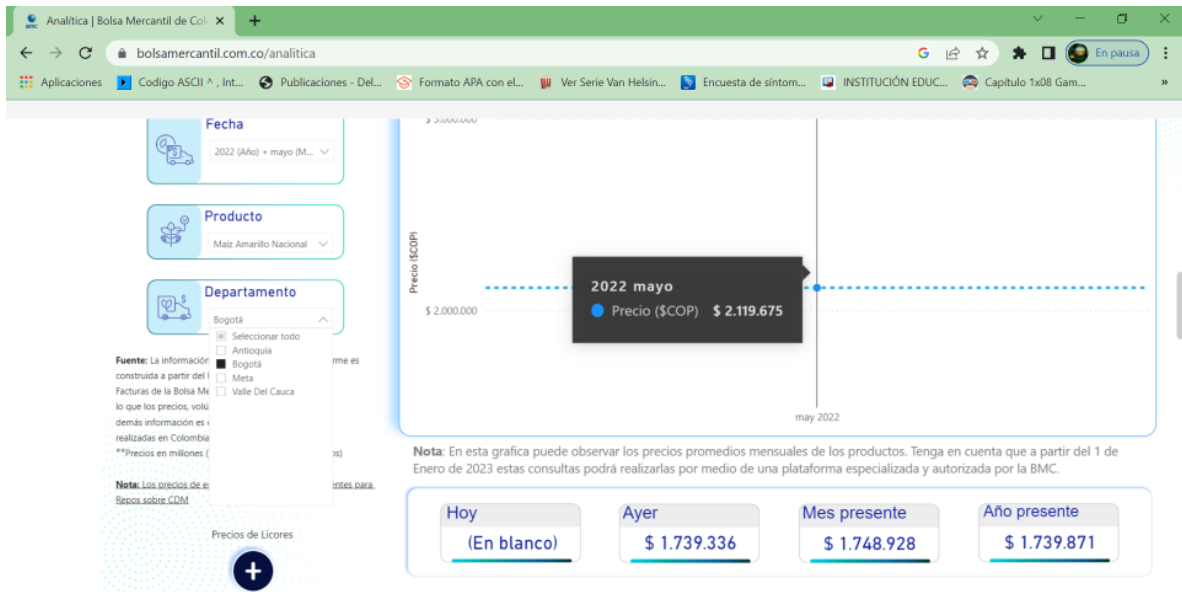 Analítica | Bolsa Mercantil de Col
bolsamercantil.com.co/analitica
En pausa
Aplicaciones
Codigo ASCII ^ , Int...
Publicaciones - Del...
Formato APA con el...
Ver Serie Van Helsin...
Encuesta de síntom...
INSTITUCIÓN EDUC...
Capítulo 1x08 Gam...
»
Fecha
2022 (Año) + mayo (M...
Producto
Maíz Amarillo Nacional
Departamento
Bogotá
Seleccionar todo
Antioquia
Bogotá
Meta
Valle Del Cauca
Fuente: La información rme es
construida a partir del
Facturas de la Bolsa Me
lo que los precios, volú
demás información es
realizadas en Colombia
**Precios en millones ( os)
Nota: Los precios de es entes para
Repos sobre CDM
Precios de Licores
+
$ 3.000.000
Precio ($COP)
$ 2.000.000
2022 mayo
Precio ($COP) $ 2.119.675
may 2022
Nota: En esta grafica puede observar los precios promedios mensuales de los productos. Tenga en cuenta que a partir del 1 de
Enero de 2023 estas consultas podrá realizarlas por medio de una plataforma especializada y autorizada por la BMC.
Hoy
(En blanco)
Ayer
$ 1.739.336
Mes presente
$ 1.748.928
Año presente
$ 1.739.871